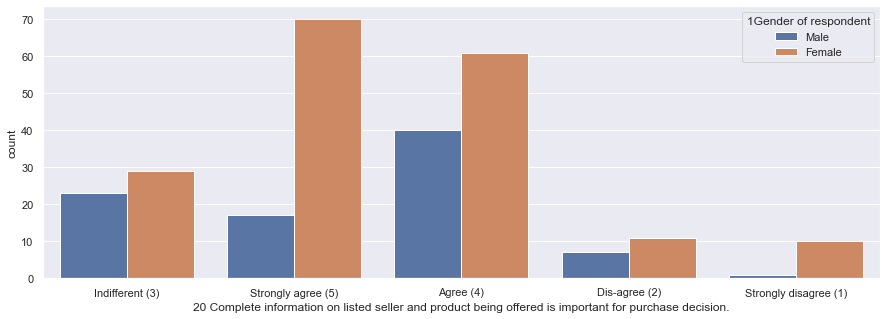 70
60
50
40
30
20
10
0
count
1Gender of respondent
Male
Female
Indifferent (3)
Strongly agree (5)
Agree (4)
Dis-agree (2)
Strongly disagree (1)
20 Complete information on listed seller and product being offered is important for purchase decision.